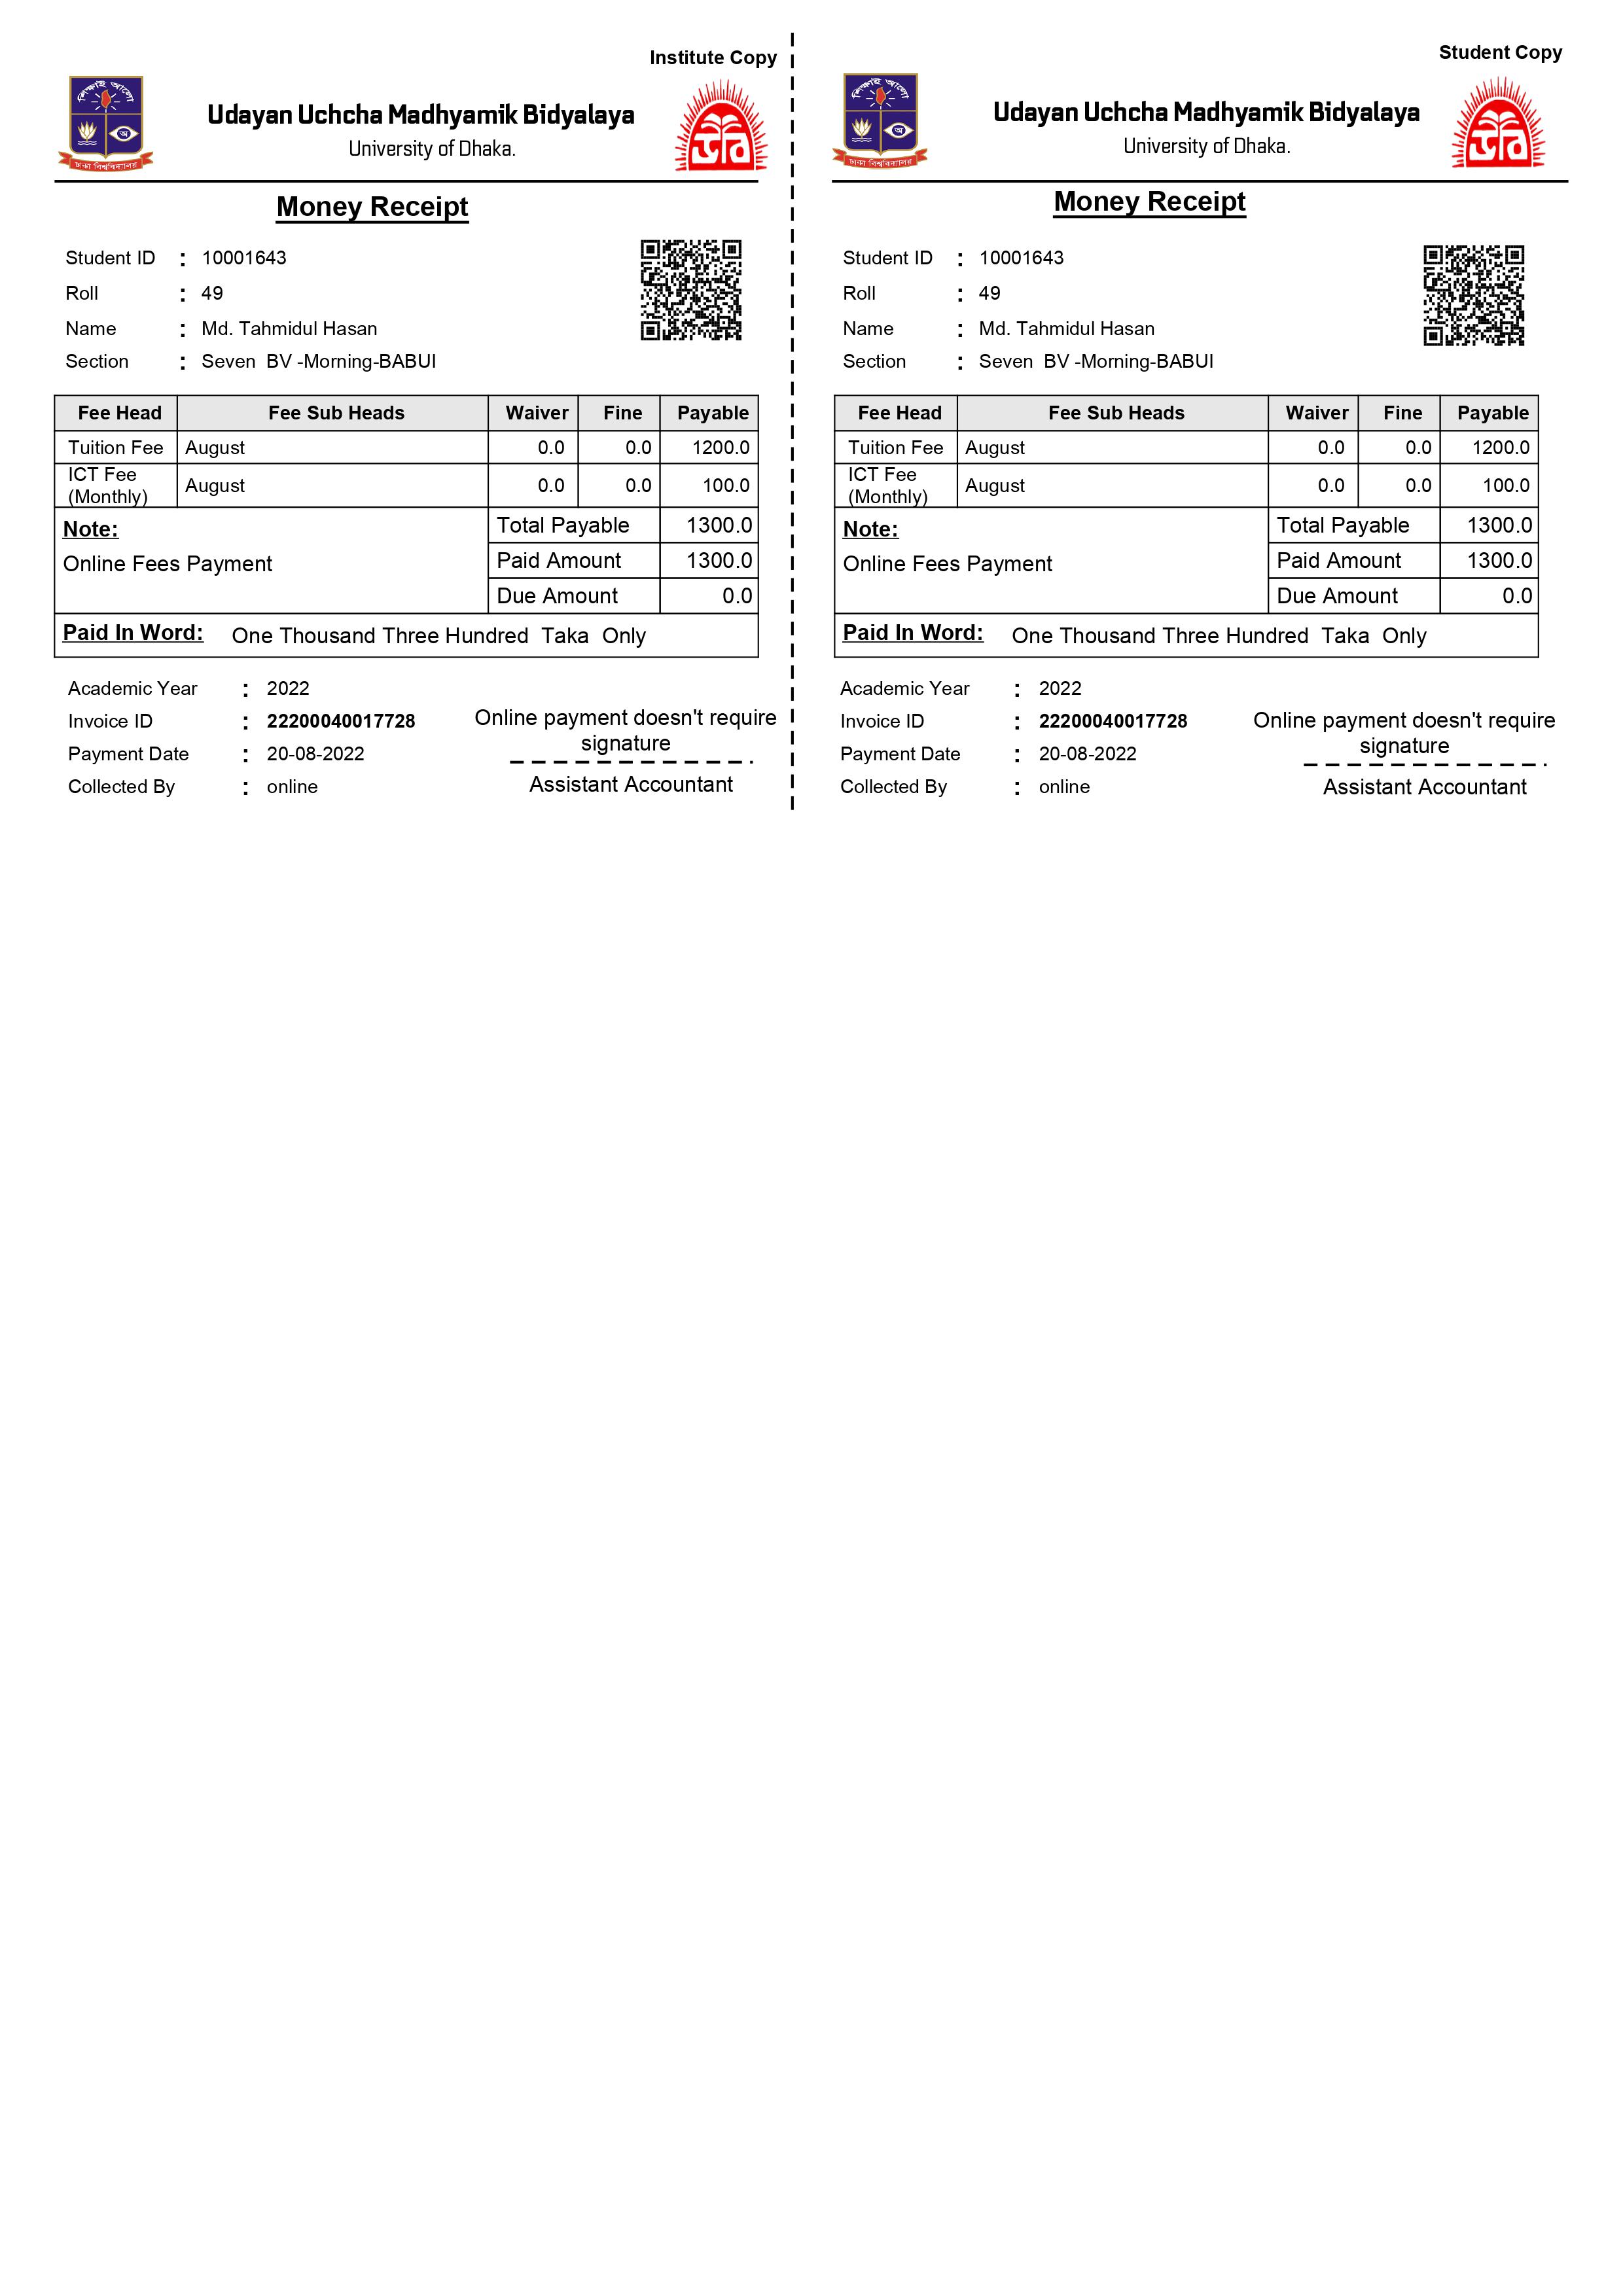 Institute Copy
শিক্ষাই আলো
ঢাকা বিশ্ববিদ্যালয়
Udayan Uchcha Madhyamik Bidyalaya
University of Dhaka.
Money Receipt
Student ID : 10001643
Roll : 49
Name : Md. Tahmidul Hasan
Section : Seven BV -Morning-BABUI
Fee Head Fee Sub Heads Waiver Fine Payable
Tuition Fee August 0.0 0.0 1200.0
ICT Fee
(Monthly) August 0.0 0.0 100.0
Note:
Online Fees Payment
Total Payable 1300.0
Paid Amount 1300.0
Due Amount 0.0
Paid In Word: One Thousand Three Hundred Taka Only
Academic Year : 2022
Invoice ID : 22200040017728
Payment Date : 20-08-2022
Collected By : online
Online payment doesn't require
signature
Assistant Accountant
Student Copy
শিক্ষাই আলো
ঢাকা বিশ্ববিদ্যালয়
Udayan Uchcha Madhyamik Bidyalaya
University of Dhaka.
Money Receipt
Student ID : 10001643
Roll : 49
Name : Md. Tahmidul Hasan
Section : Seven BV -Morning-BABUI
Fee Head Fee Sub Heads Waiver Fine Payable
Tuition Fee August 0.0 0.0 1200.0
ICT Fee
(Monthly) August 0.0 0.0 100.0
Note:
Online Fees Payment
Total Payable 1300.0
Paid Amount 1300.0
Due Amount 0.0
Paid In Word: One Thousand Three Hundred Taka Only
Academic Year : 2022
Invoice ID : 22200040017728
Payment Date : 20-08-2022
Collected By : online
Online payment doesn't require
signature
Assistant Accountant